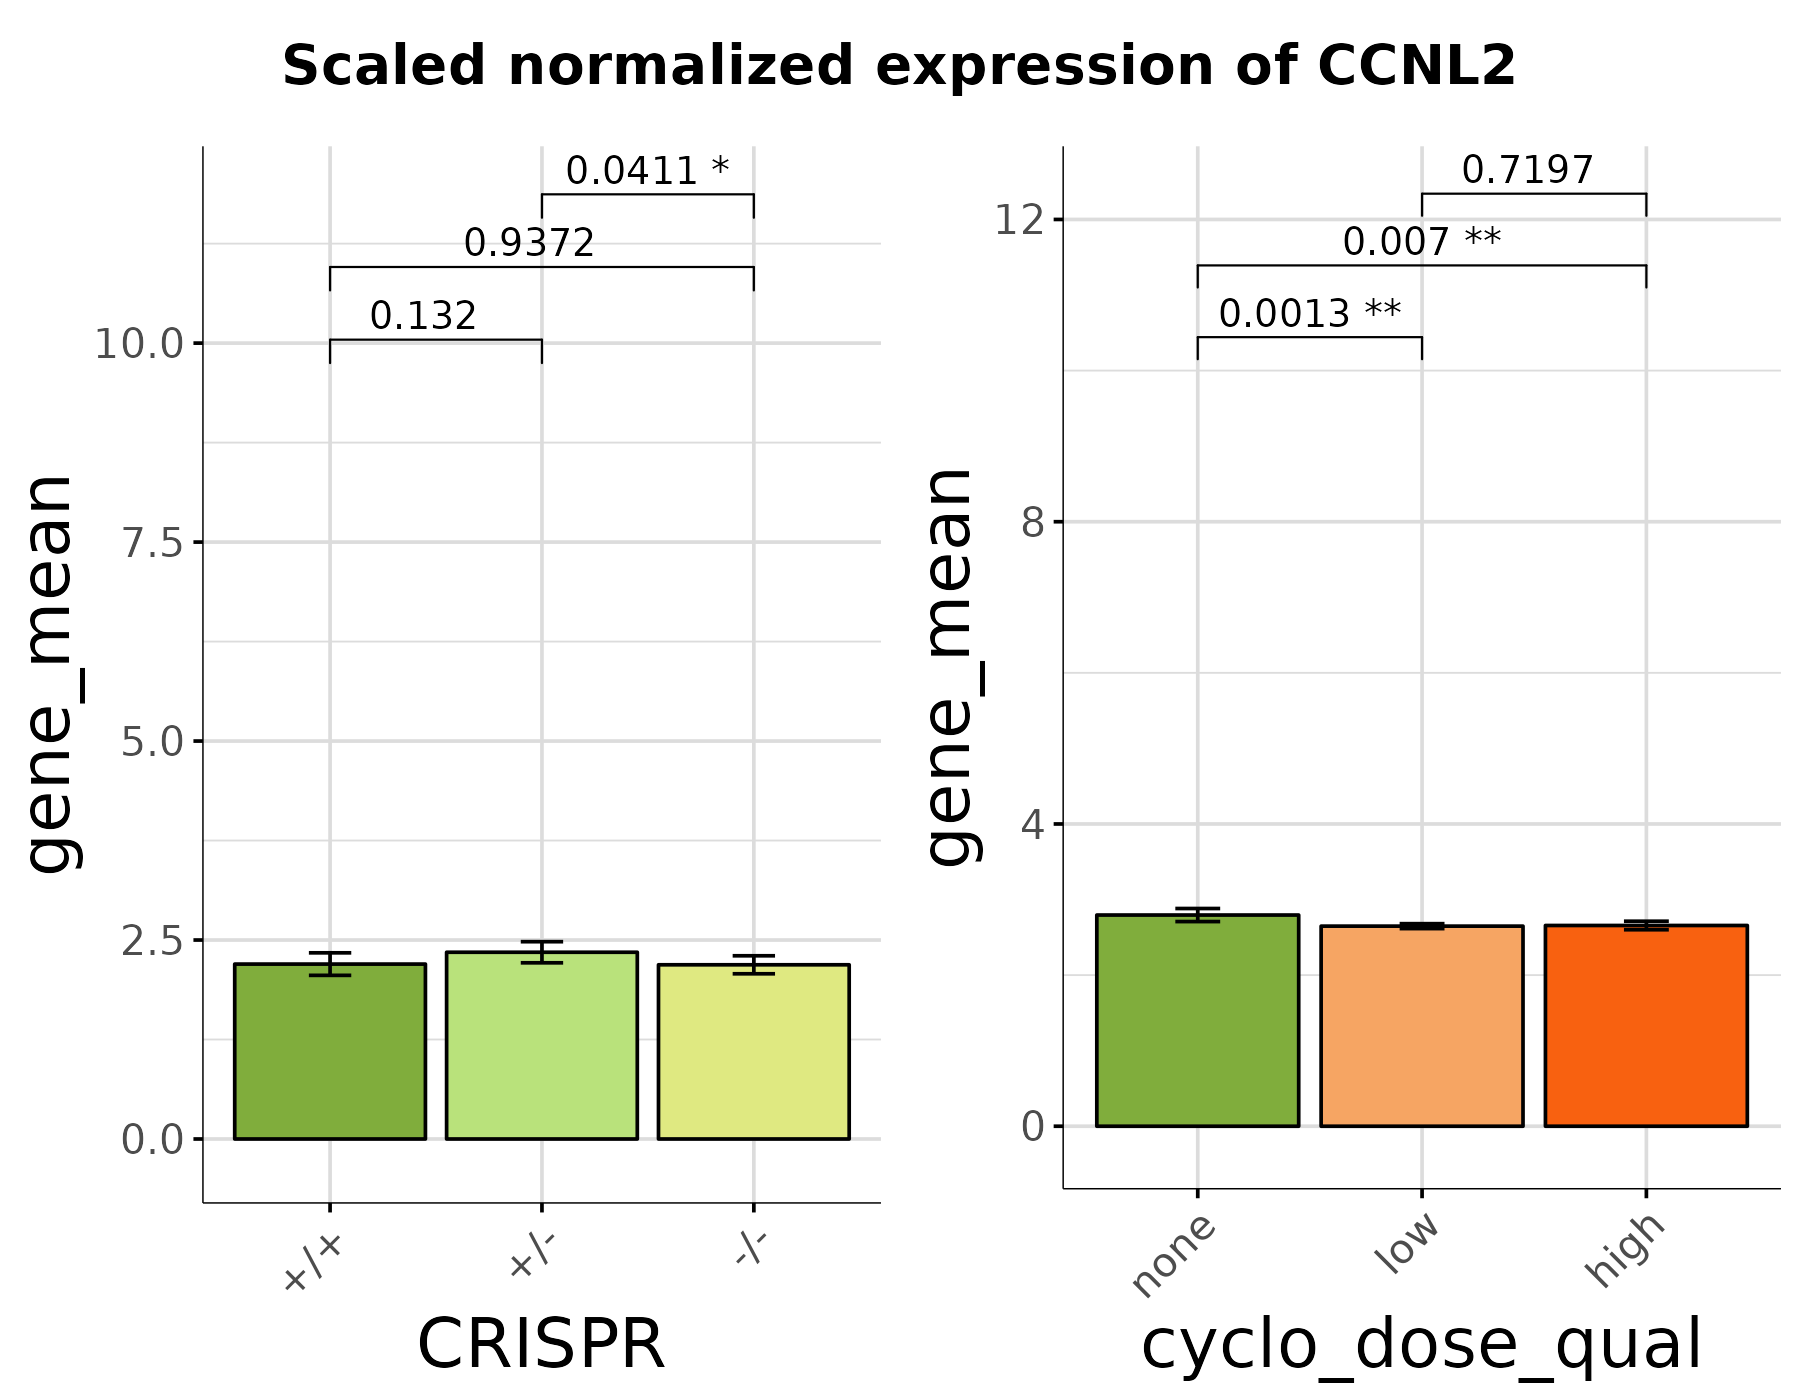 Scaled normalized expression of CCNL2
gene_mean
0.0411 *
0.9372
0.132
10.0
7.5
5.0
2.5
0.0
+/+
+/-
-/-
CRISPR
gene_mean
0.7197
0.007 **
0.0013 **
12
8
4
0
none
low
high
cyclo_dose_qual